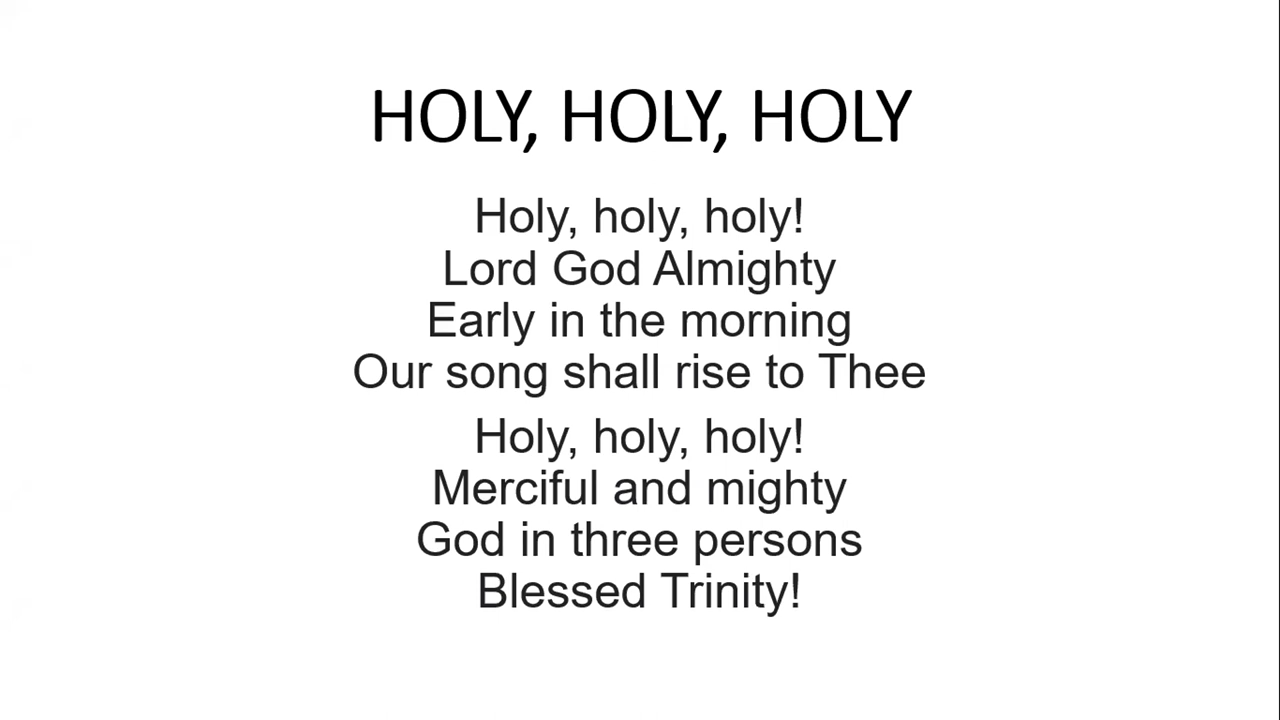 HOLY, HOLY, HOLY
Holy, holy, holy!
Lord God Almighty
Early in the morning
Our song shall rise to Thee
Holy, holy, holy!
Merciful and mighty
God in three persons
Blessed Trinity!